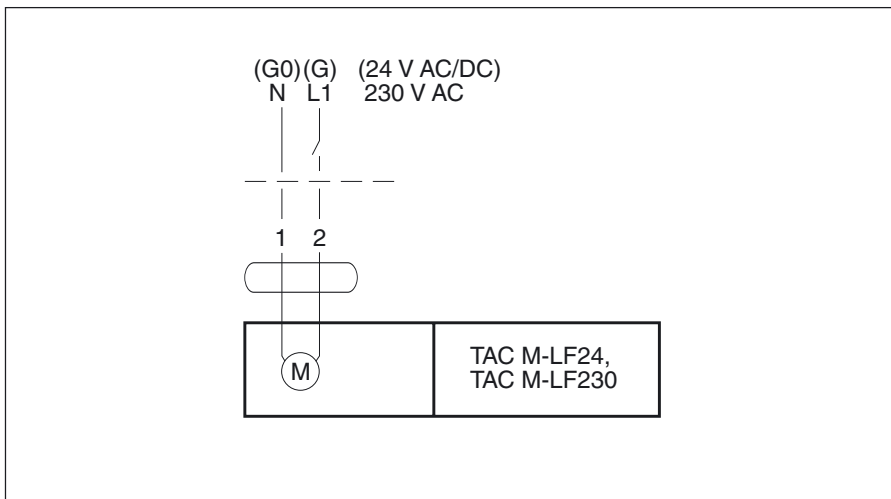 (G0) (G) (24 V AC/DC)
N L1 230 V AC
1 2
M
TAC M-LF24,
TAC M-LF230